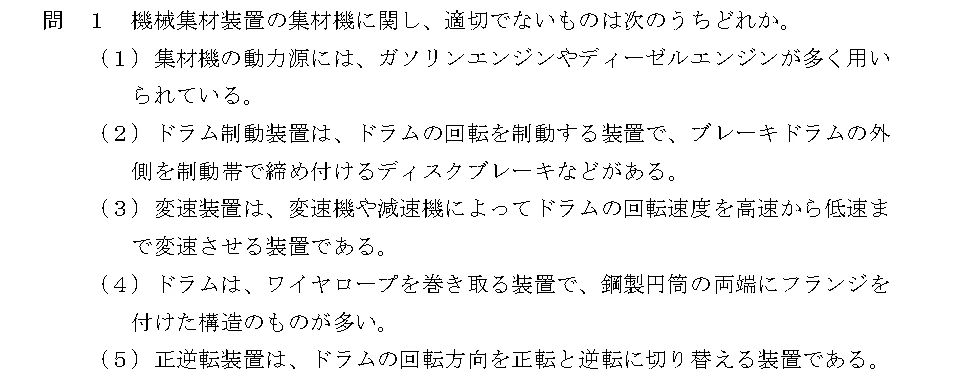 問　１　機械集材装置の集材機に関し、適切でないものは次のうちどれか。
（１）集材機の動力源には、ガソリンエンジンやディーゼルエンジンが多く用い
られている。
（２）ドラム制動装置は、ドラムの回転を制動する装置で、ブレーキドラムの外
側を制動帯で締め付けるディスクブレーキなどがある。
（３）変速装置は、変速機や減速機によってドラムの回転速度を高速から低速ま
で変速させる装置である。
（４）ドラムは、ワイヤロープを巻き取る装置で、鋼製円筒の両端にフランジを
付けた構造のものが多い。
（５）正逆転装置は、ドラムの回転方向を正転と逆転に切り替える装置である。